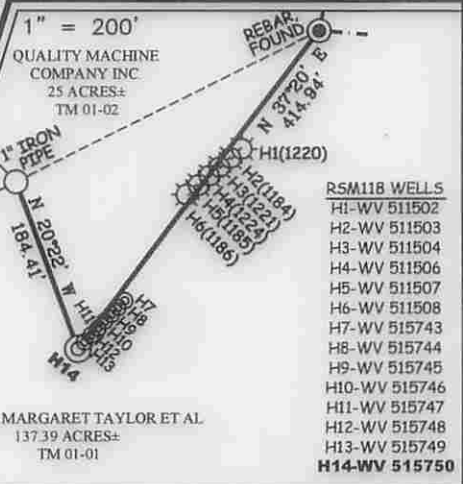 1" = 200'
QUALITY MACHINE
COMPANY INC
25 ACRES±
TM 01-02
REBAR,
FOUND
N 37°20' E
414.94'
1" IRON
PIPE
N 20°22' W
184.41'
H1(1220)
H2(1184)
H3(1221)
H4(1224)
H5(1185)
H6(1186)
H7
H8
H9
H10
H11
H12
H13
H14
MARGARET TAYLOR ET AL
137.39 ACRES±
TM 01-01
RSM118 WELLS
H1-WV 511502
H2-WV 511503
H3-WV 511504
H4-WV 511506
H5-WV 511507
H6-WV 511508
H7-WV 515743
H8-WV 515744
H9-WV 515745
H10-WV 515746
H11-WV 515747
H12-WV 515748
H13-WV 515749
H14-WV 515750